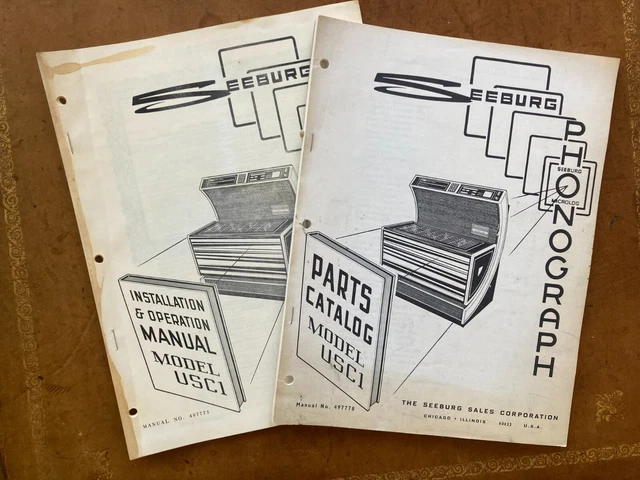 SEEBURG
INSTALLATION
& OPERATION
MANUAL
MODEL
USC1
MANUAL NO. 497775
SEEBURG
PHONOGRAPH
SEEBURG
MICROLOG
PARTS
CATALOG
MODEL
USC1
Manual No. 497778
THE SEEBURG SALES CORPORATION
CHICAGO • ILLINOIS 60622 U.S.A.